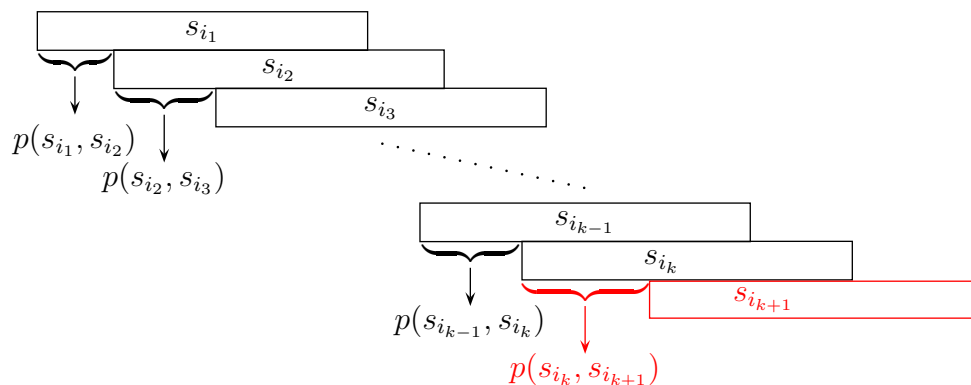 $s_{i_1}$
$s_{i_2}$
$s_{i_3}$
$p(s_{i_1}, s_{i_2})$
$p(s_{i_2}, s_{i_3})$
$s_{i_{k-1}}$
$s_{i_k}$
$s_{i_{k+1}}$
$p(s_{i_{k-1}}, s_{i_k})$
$p(s_{i_k}, s_{i_{k+1}})$